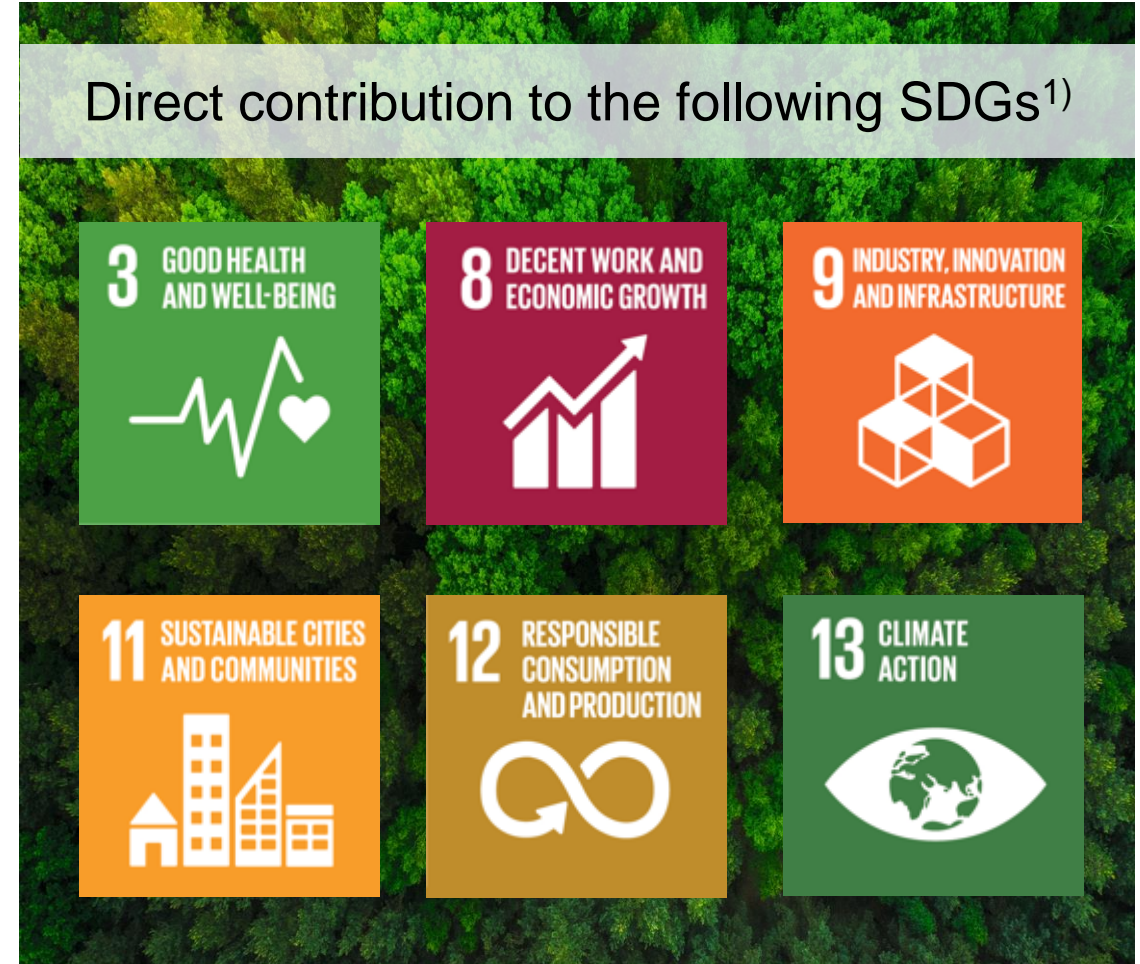 Direct contribution to the following SDGs1)
3 GOOD HEALTH
AND WELL-BEING
8 DECENT WORK AND
ECONOMIC GROWTH
9 INDUSTRY, INNOVATION
AND INFRASTRUCTURE
11 SUSTAINABLE CITIES
AND COMMUNITIES
12 RESPONSIBLE
CONSUMPTION
AND PRODUCTION
13 CLIMATE
ACTION